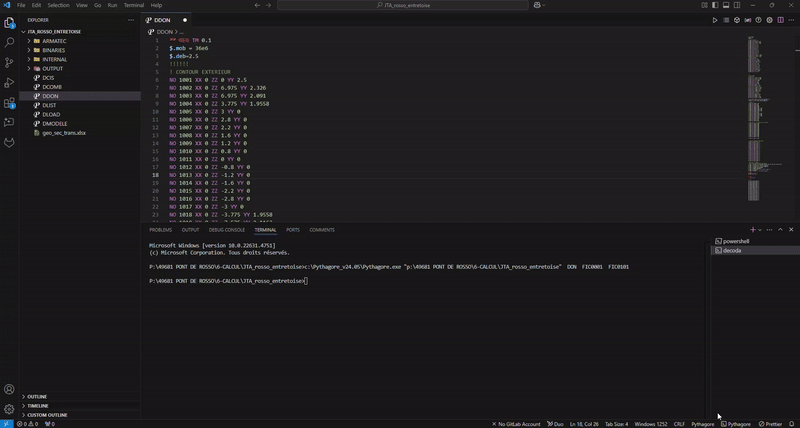 File Edit Selection View Go Run Terminal Help
JTA_rosso_entretoise
EXPLORER
JTA_ROSSO_ENTRETOISE
ARMATEC
BINARIES
INTERNAL
OUTPUT
DCIS
DCOMB
DDON
DLIST
DLOAD
DMODELE
geo_sec_trans.xlsx
OUTLINE
TIMELINE
CUSTOM OUTLINE
DDON
DDON > ...
1
2 $.mob = 36e6
3 $.deb=2.5
4 !!!!!!
5 ! CONTOUR EXTERIEUR
6 NO 1001 XX 0 ZZ 0 YY 2.5
7 NO 1002 XX 0 ZZ 6.975 YY 2.326
8 NO 1003 XX 0 ZZ 6.975 YY 2.091
9 NO 1004 XX 0 ZZ 3.775 YY 1.9558
10 NO 1005 XX 0 ZZ 3 YY 0
11 NO 1006 XX 0 ZZ 2.8 YY 0
12 NO 1007 XX 0 ZZ 2.2 YY 0
13 NO 1008 XX 0 ZZ 1.6 YY 0
14 NO 1009 XX 0 ZZ 1.2 YY 0
15 NO 1010 XX 0 ZZ 0.8 YY 0
16 NO 1011 XX 0 ZZ 0 YY 0
17 NO 1012 XX 0 ZZ -0.8 YY 0
18 NO 1013 XX 0 ZZ -1.2 YY 0
19 NO 1014 XX 0 ZZ -1.6 YY 0
20 NO 1015 XX 0 ZZ -2.2 YY 0
21 NO 1016 XX 0 ZZ -2.8 YY 0
22 NO 1017 XX 0 ZZ -3 YY 0
23 NO 1018 XX 0 ZZ -3.775 YY 1.9558
PROBLEMS OUTPUT DEBUG CONSOLE TERMINAL PORTS COMMENTS
Microsoft Windows [version 10.0.22631.4751]
(c) Microsoft Corporation. Tous droits réservés.
P:\49681 PONT DE ROSSO\6-CALCUL\JTA_rosso_entretoise>c:\Pythagore_v24.05\Pythagore.exe "p:\49681 PONT DE ROSSO\6-CALCUL\JTA_rosso_entretoise" DON FIC0001 FIC0101
P:\49681 PONT DE ROSSO\6-CALCUL\JTA_rosso_entretoise>
powershell
decoda
0 0 0 No GitLab Account Duo Ln 18, Col 26 Tab Size: 4 Windows 1252 CRLF Pythagore Pythagore Prettier